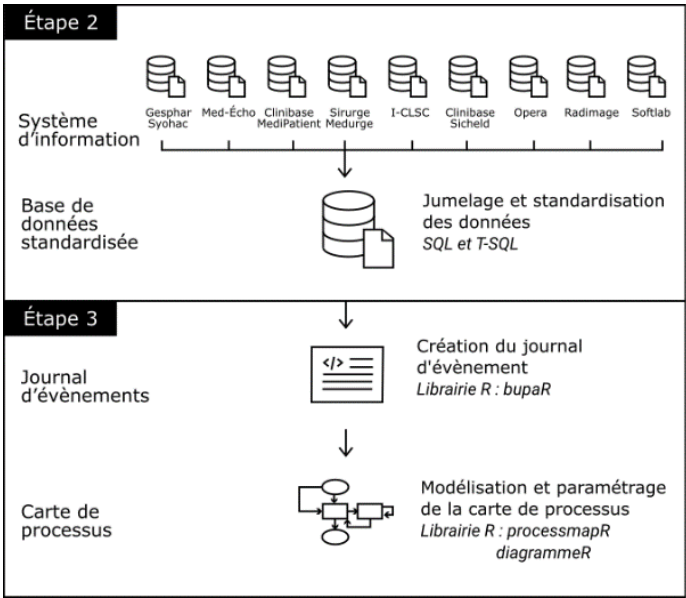 Étape 2
Gesphar
Syohac
Med-Écho
Clinibase
MediPatient
Sirurge
Medurge
I-CLSC
Clinibase
Sicheld
Opera
Radimage
Softlab
Système
d'information
Base de
données
standardisée
Jumelage et standardisation
des données
SQL et T-SQL
Étape 3
Journal
d'évènements
</>
Création du journal
d'évènement
Librairie R : bupaR
Carte de
processus
Modélisation et paramétrage
de la carte de processus
Librairie R : processmapR
diagrammeR